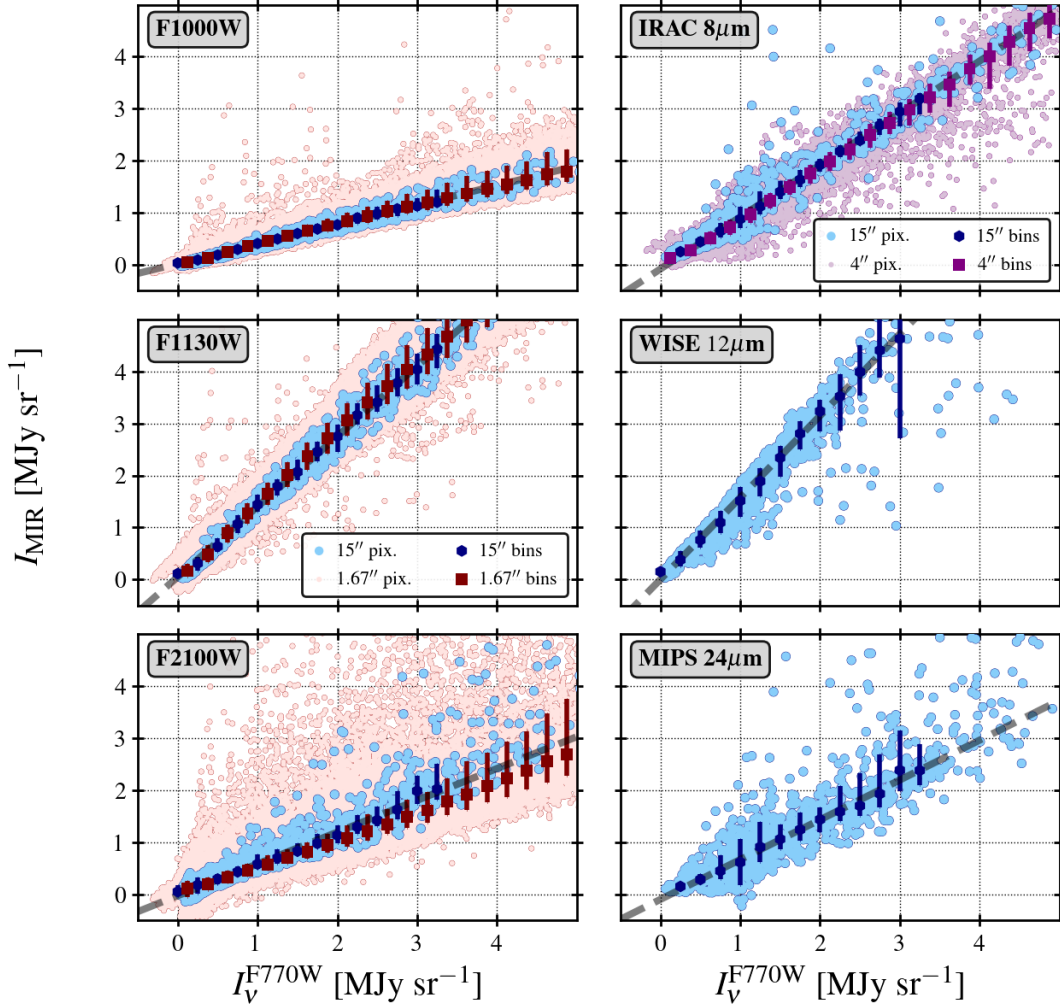 F1000W
IRAC 8μm
4
3
2
1
0
15″ pix.
15″ bins
4″ pix.
4″ bins
F1130W
WISE 12μm
4
3
2
1
0
15″ pix.
15″ bins
1.67″ pix.
1.67″ bins
I_MIR [MJy sr⁻¹]
F2100W
MIPS 24μm
4
3
2
1
0
0 1 2 3 4
0 1 2 3 4
I_ν^F770W [MJy sr⁻¹]
I_ν^F770W [MJy sr⁻¹]